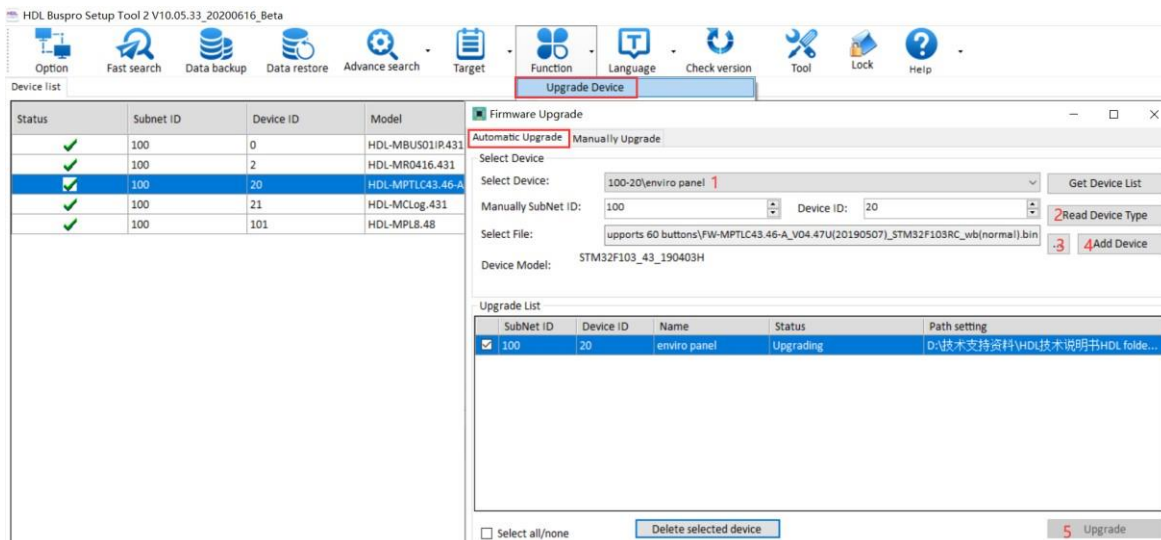 HDL Buspro Setup Tool 2 V10.05.33_20200616_Beta
Option Fast search Data backup Data restore Advance search Target Function Language Check version Tool Lock Help
Device list
Upgrade Device
Status Subnet ID Device ID Model
100 0 HDL-MBUS01IP.431
100 2 HDL-MR0416.431
100 20 HDL-MPTLC43.46-A
100 21 HDL-MCLog.431
100 101 HDL-MPL8.48
Firmware Upgrade
Automatic Upgrade Manually Upgrade
Select Device
Select Device: 100-20\enviro panel 1 Get Device List
Manually SubNet ID: 100 Device ID: 20 2 Read Device Type
Select File: upports 60 buttons\FW-MPTLC43.46-A_V04.47U(20190507)_STM32F103RC_wb(normal).bin .3 4 Add Device
Device Model: STM32F103_43_190403H
Upgrade List
SubNet ID Device ID Name Status Path setting
100 20 enviro panel Upgrading D:\技术支持资料\HDL技术说明书HDL folde...
Select all/none Delete selected device 5 Upgrade